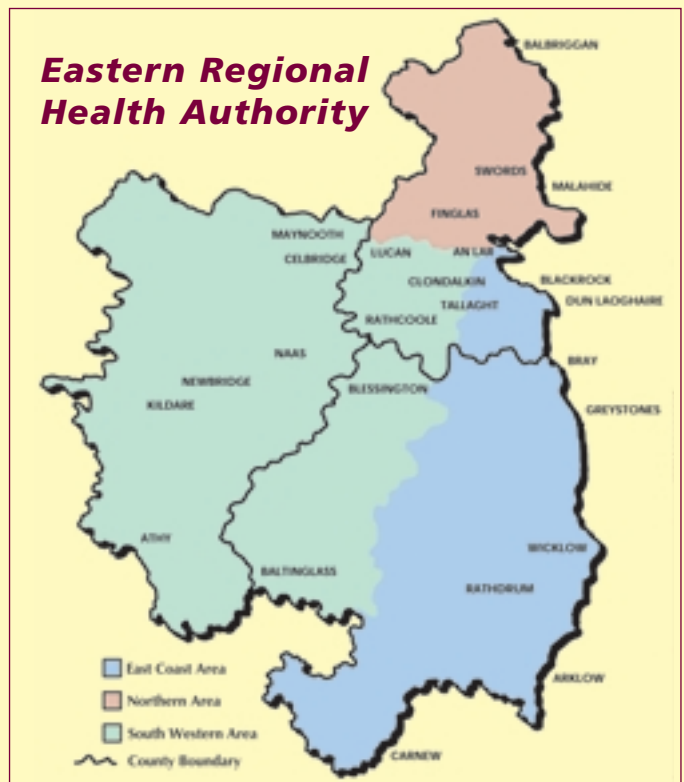 Eastern Regional
Health Authority
BALBRIGGAN
SWORDS
MALAHIDE
FINGLAS
MAYNOOTH
LUCAN
AN LAR
CELBRIDGE
CLONDALKIN
BLACKROCK
TALLAGHT
DUN LAOGHAIRE
RATHCOOLE
NAAS
BRAY
NEWBRIDGE
BLESSINGTON
KILDARE
GREYSTONES
ATHY
WICKLOW
BALTINGLASS
RATHDRUM
East Coast Area
ARKLOW
Northern Area
South Western Area
CARNEW
County Boundary